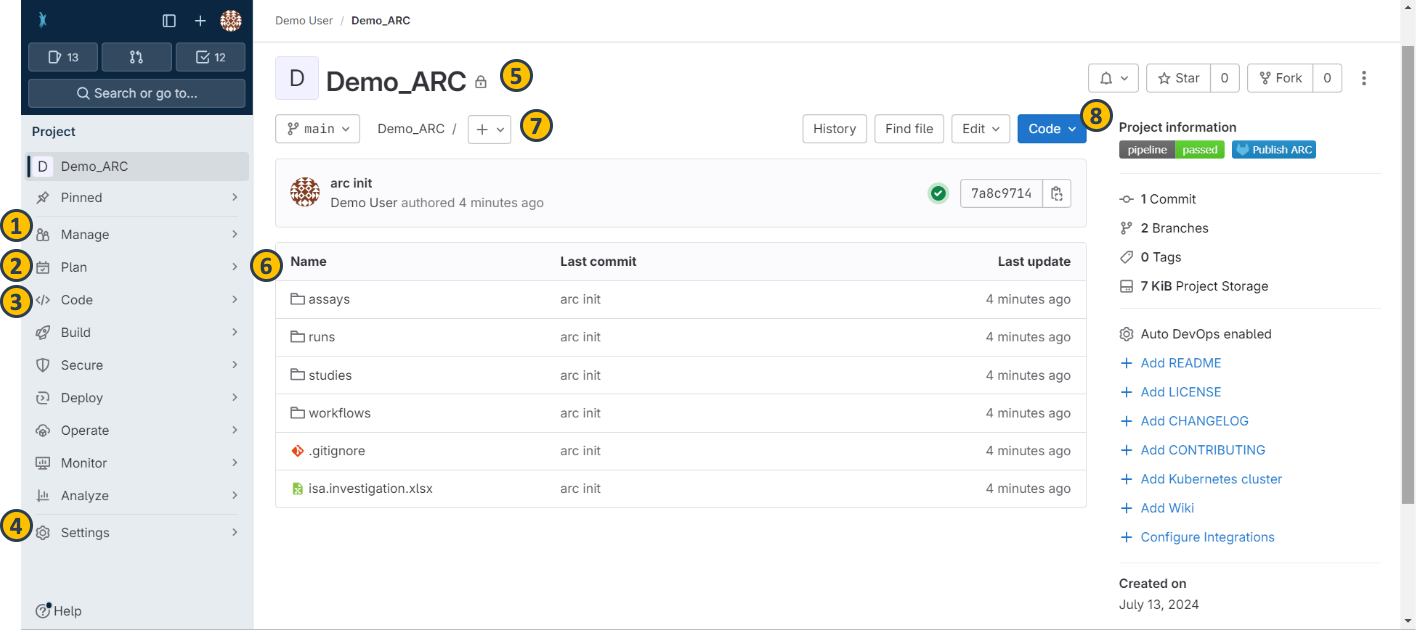 Demo User / Demo_ARC
13
12
Search or go to...
Project
D Demo_ARC
Pinned
1 Manage
2 Plan
3 Code
Build
Secure
Deploy
Operate
Monitor
Analyze
4 Settings
Help
D Demo_ARC 5
Star 0 Fork 0
main Demo_ARC / + 7
History Find file Edit Code 8
arc init
Demo User authored 4 minutes ago
7a8c9714
6 Name Last commit Last update
assays arc init 4 minutes ago
runs arc init 4 minutes ago
studies arc init 4 minutes ago
workflows arc init 4 minutes ago
.gitignore arc init 4 minutes ago
isa.investigation.xlsx arc init 4 minutes ago
Project information
pipeline passed Publish ARC
1 Commit
2 Branches
0 Tags
7 KiB Project Storage
Auto DevOps enabled
+ Add README
+ Add LICENSE
+ Add CHANGELOG
+ Add CONTRIBUTING
+ Add Kubernetes cluster
+ Add Wiki
+ Configure Integrations
Created on
July 13, 2024